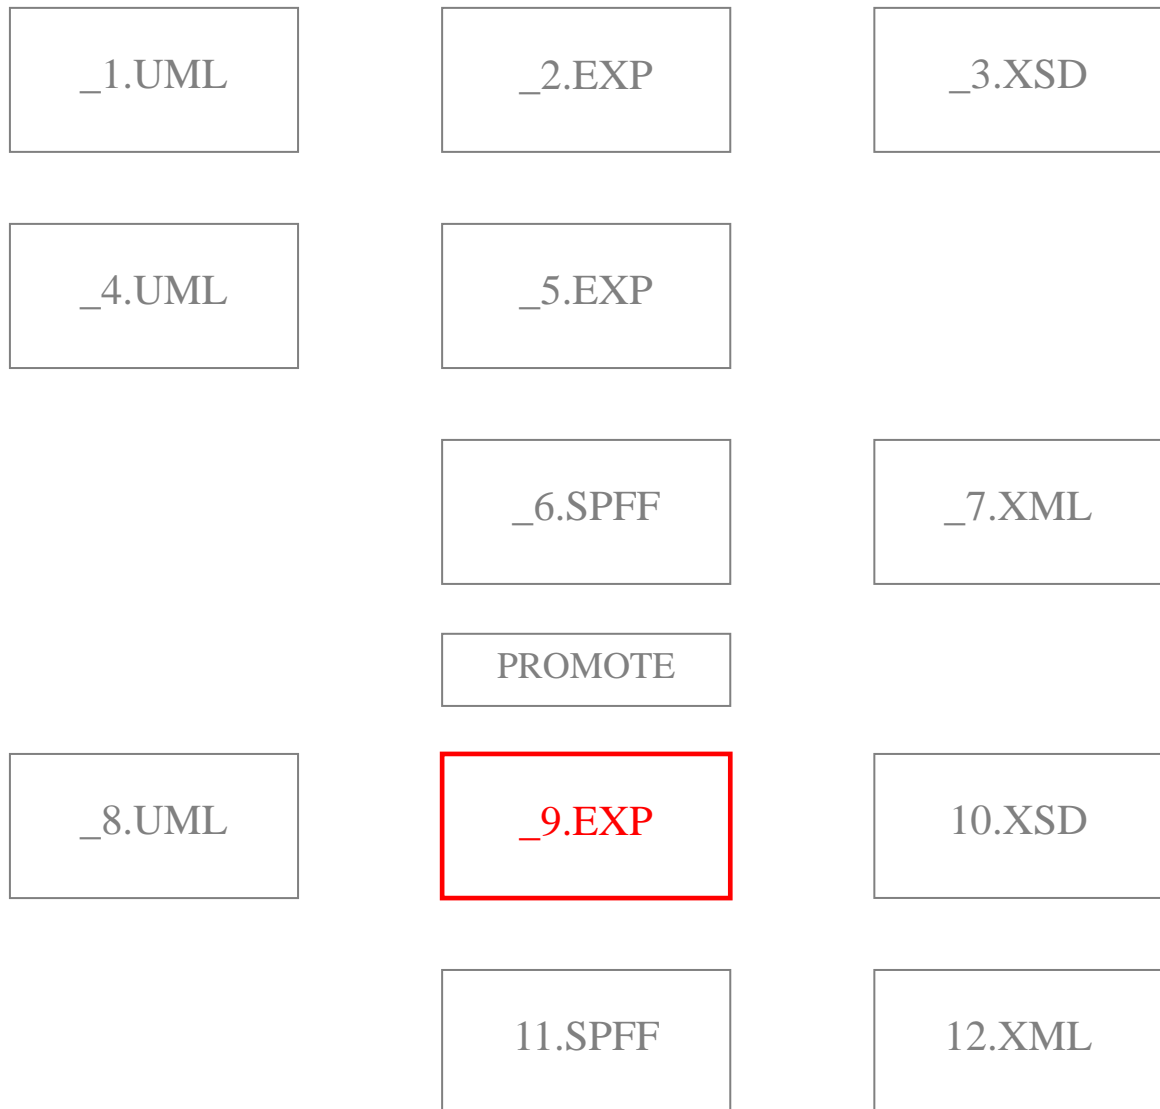 _1.UML
_2.EXP
_3.XSD
_4.UML
_5.EXP
_6.SPFF
_7.XML
PROMOTE
_8.UML
_9.EXP
10.XSD
11.SPFF
12.XML